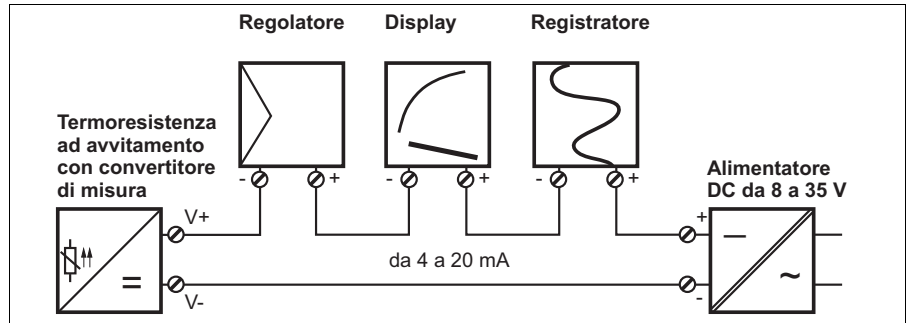 Regolatore
Display
Registratore
Termoresistenza
ad avvitamento
con convertitore
di misura
Alimentatore
DC da 8 a 35 V
- +
- +
- +
V+
+
=
da 4 a 20 mA
~
V-
-